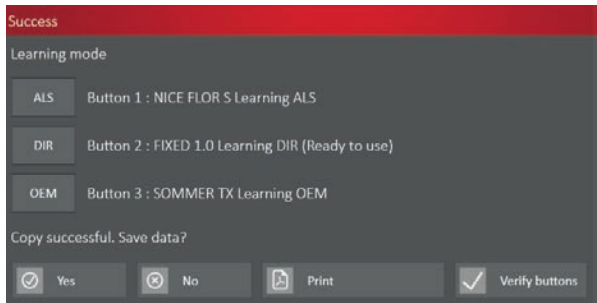 Success
Learning mode
ALS Button 1 : NICE FLOR S Learning ALS
DIR Button 2 : FIXED 1.0 Learning DIR (Ready to use)
OEM Button 3 : SOMMER TX Learning OEM
Copy successful. Save data?
Yes No Print Verify buttons